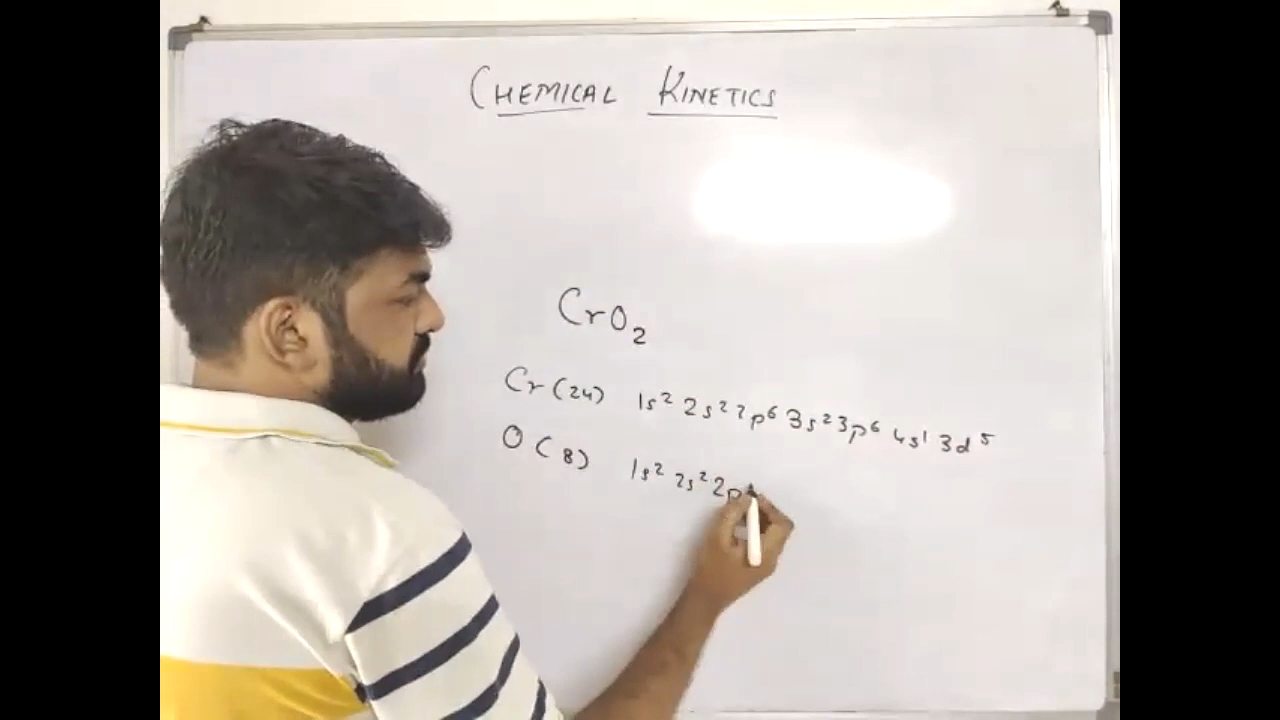 CHEMICAL KINETICS
CrO₂
Cr (24) 1s² 2s² 2p⁶ 3s² 3p⁶ 4s¹ 3d⁵
O (8) 1s² 2s² 2p